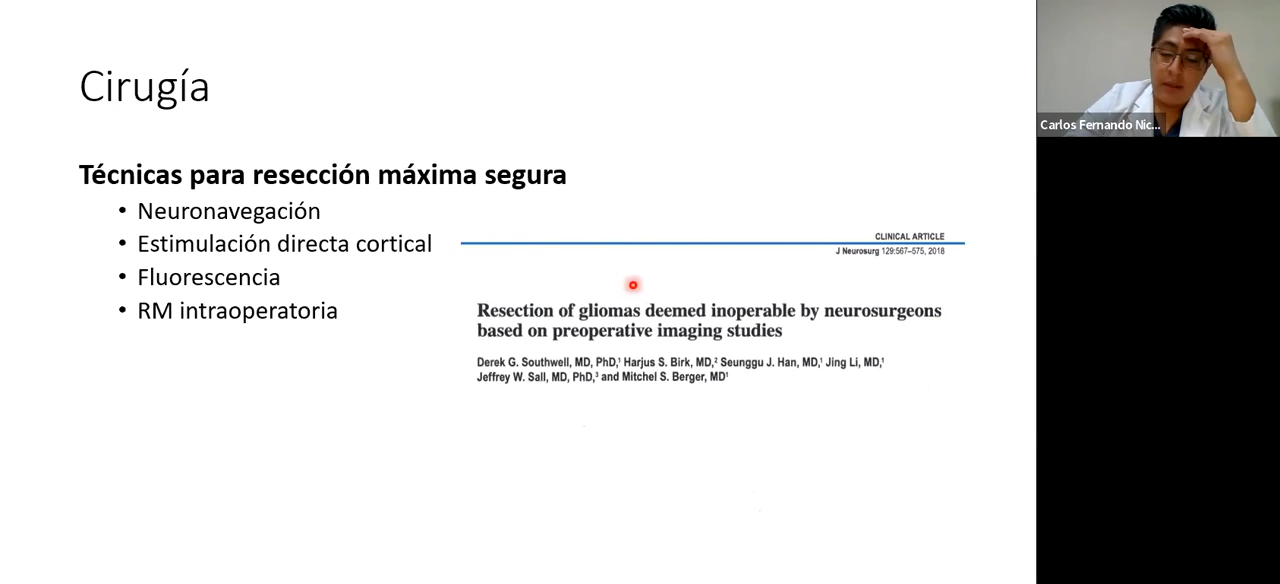 Cirugía
Técnicas para resección máxima segura
• Neuronavegación
• Estimulación directa cortical
• Fluorescencia
• RM intraoperatoria
CLINICAL ARTICLE
J Neurosurg 129:567–575, 2018
Resection of gliomas deemed inoperable by neurosurgeons
based on preoperative imaging studies
Derek G. Southwell, MD, PhD,¹ Harjus S. Birk, MD,² Seunggu J. Han, MD,¹ Jing Li, MD,¹
Jeffrey W. Sall, MD, PhD,³ and Mitchel S. Berger, MD¹
Carlos Fernando Nic...